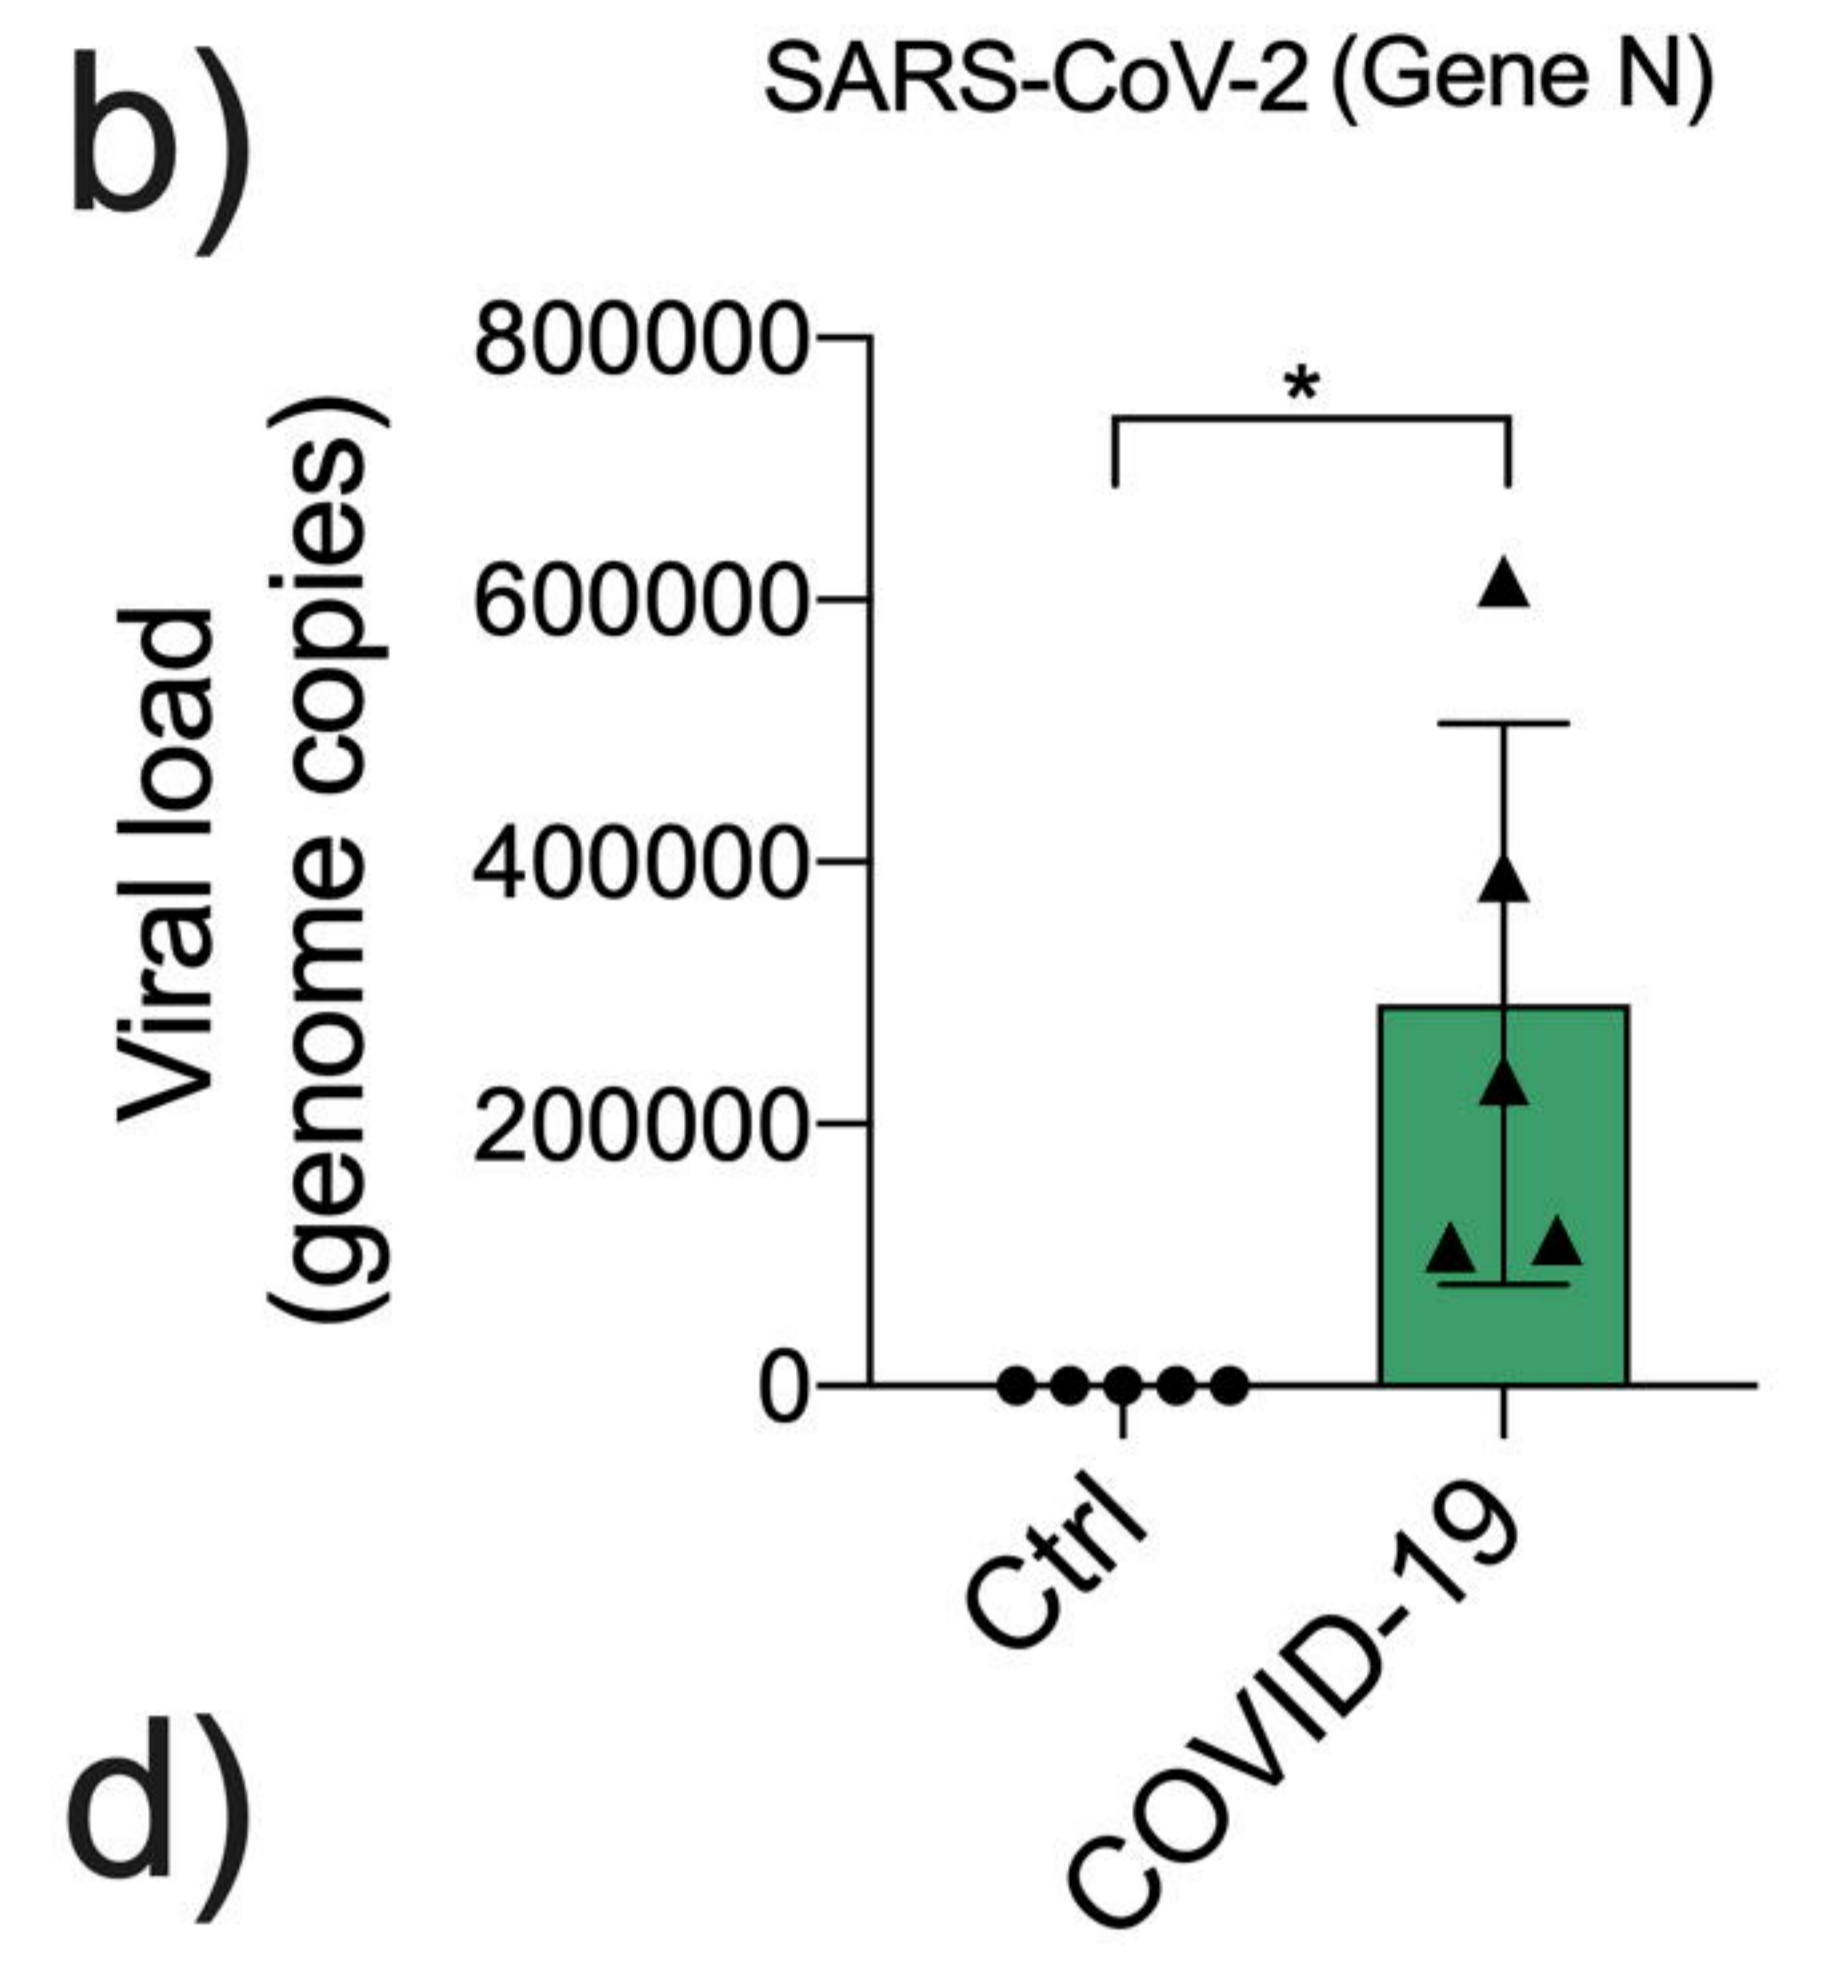 b)
SARS-CoV-2 (Gene N)
Viral load
(genome copies)
800000
600000
400000
200000
0
*
Ctrl
COVID-19
d)